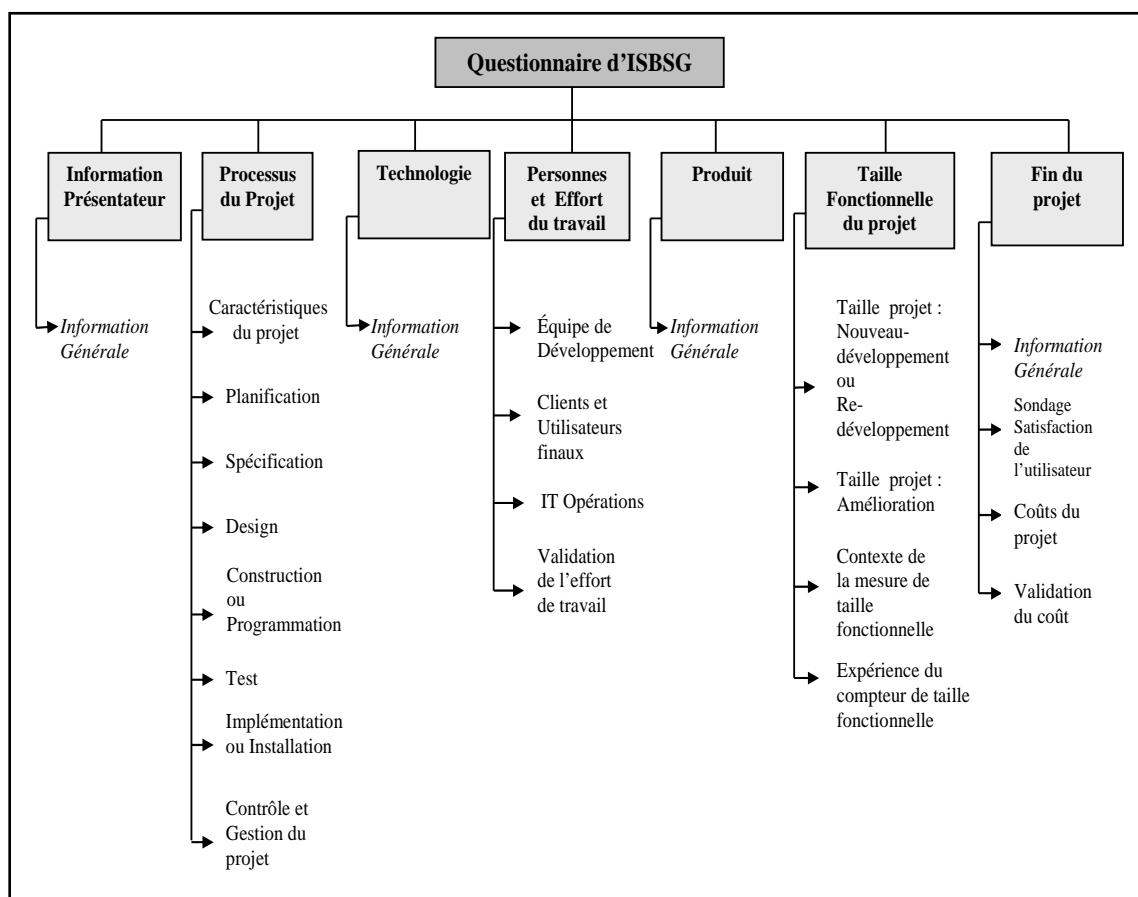 Questionnaire d'ISBSG
Information
Présentateur
Information
Générale
Processus
du Projet
Caractéristiques
du projet
Planification
Spécification
Design
Construction
ou
Programmation
Test
Implémentation
ou Installation
Contrôle et
Gestion du
projet
Technologie
Information
Générale
Personnes
et Effort
du travail
Équipe de
Développement
Clients et
Utilisateurs
finaux
IT Opérations
Validation
de l'effort
de travail
Produit
Information
Générale
Taille
Fonctionnelle
du projet
Taille projet :
Nouveau-
développement
ou
Re-
développement
Taille projet :
Amélioration
Contexte de
la mesure de
taille
fonctionnelle
Expérience du
compteur de taille
fonctionnelle
Fin du
projet
Information
Générale
Sondage
Satisfaction
de
l'utilisateur
Coûts du
projet
Validation
du coût